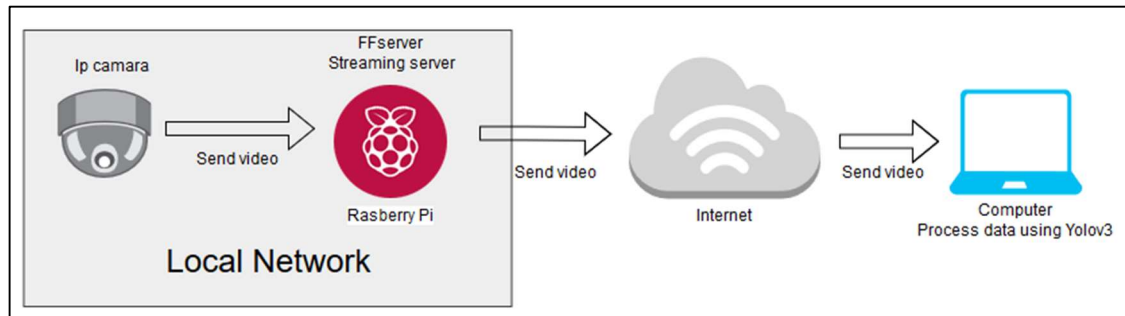 Ip camara
Send video
FFserver
Streaming server
Rasberry Pi
Local Network
Send video
Internet
Send video
Computer
Process data using Yolov3